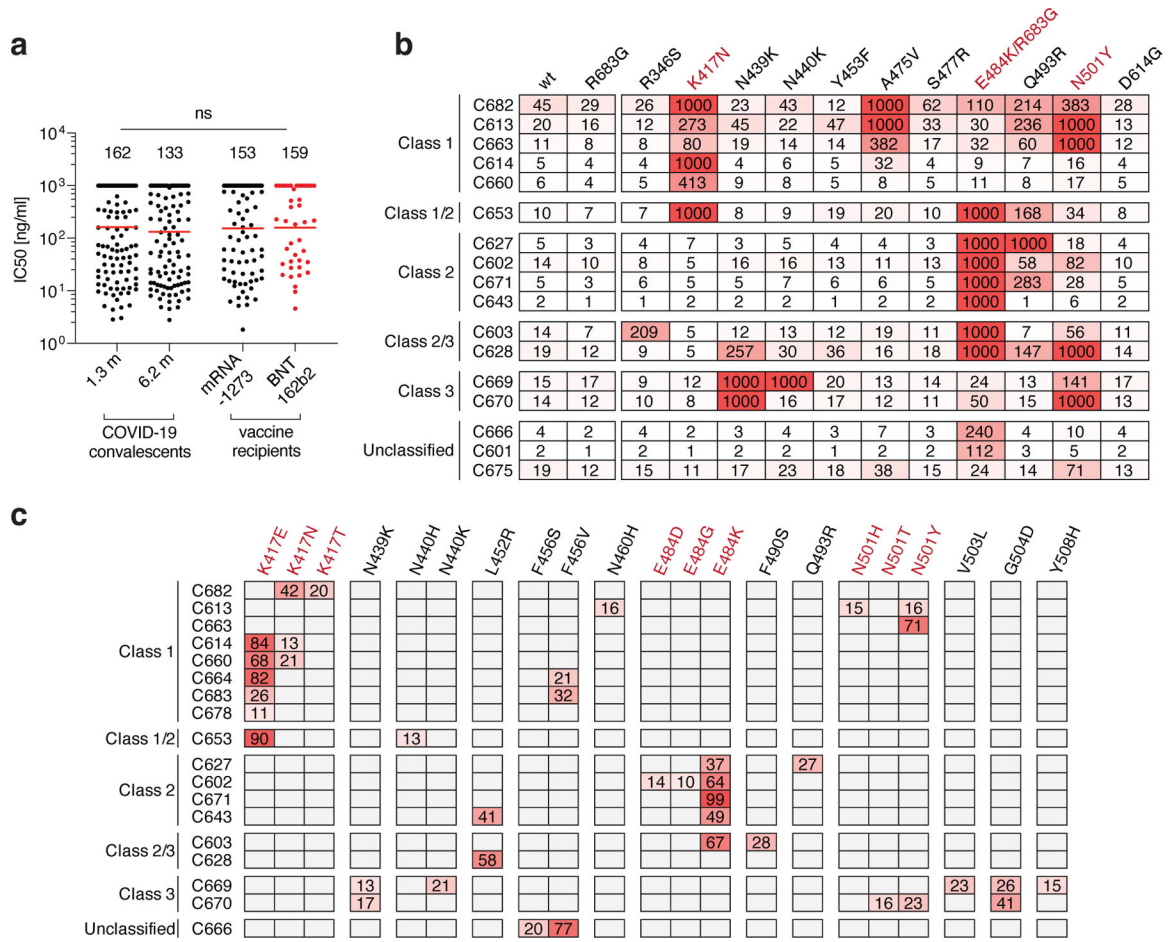 a
ns
162 133 153 159
IC50 [ng/ml]
10⁴
10³
10²
10¹
10⁰
1.3 m
6.2 m
mRNA
-1273
BNT
162b2
COVID-19
convalescents
vaccine
recipients
b
wt R683G R346S K417N N439K N440K Y453F A475V S477R E484K/R683G Q493R N501Y D614G
Class 1
C682 45 29 26 1000 23 43 12 1000 62 110 214 383 28
C613 20 16 12 273 45 22 47 1000 33 30 236 1000 13
C663 11 8 8 80 19 14 14 382 17 32 60 1000 12
C614 5 4 4 1000 4 6 5 32 4 9 7 16 4
C660 6 4 5 413 9 8 5 8 5 11 8 17 5
Class 1/2
C653 10 7 7 1000 8 9 19 20 10 1000 168 34 8
Class 2
C627 5 3 4 7 3 5 4 4 3 1000 1000 18 4
C602 14 10 8 5 16 16 13 11 13 1000 58 82 10
C671 5 3 6 5 5 7 6 6 5 1000 283 28 5
C643 2 1 1 2 2 2 1 2 2 1000 1 6 2
Class 2/3
C603 14 7 209 5 12 13 12 19 11 1000 7 56 11
C628 19 12 9 5 257 30 36 16 18 1000 147 1000 14
Class 3
C669 15 17 9 12 1000 1000 20 13 14 24 13 141 17
C670 14 12 10 8 1000 16 17 12 11 50 15 1000 13
Unclassified
C666 4 2 2 4 2 3 4 7 3 240 4 10 4
C601 2 1 1 2 2 2 1 2 2 112 3 5 2
C675 19 12 15 11 17 23 18 38 15 24 14 71 13
c
K417E K417N K417T N439K N440H N440K L452R F456S F456V N460H E484D E484G E484K F490S Q493R N501H N501T N501Y V503L G504D Y508H
Class 1
C682 42 20
C613 16 15 16
C663 71
C614 84 13
C660 68 21
C664 82 21
C683 26 32
C678 11
Class 1/2
C653 90 13
Class 2
C627 37 27
C602 14 10 64
C671 99
C643 41 49
Class 2/3
C603 67 28
C628 58
Class 3
C669 13 21 23 26 15
C670 17 16 23 41
Unclassified
C666 20 77